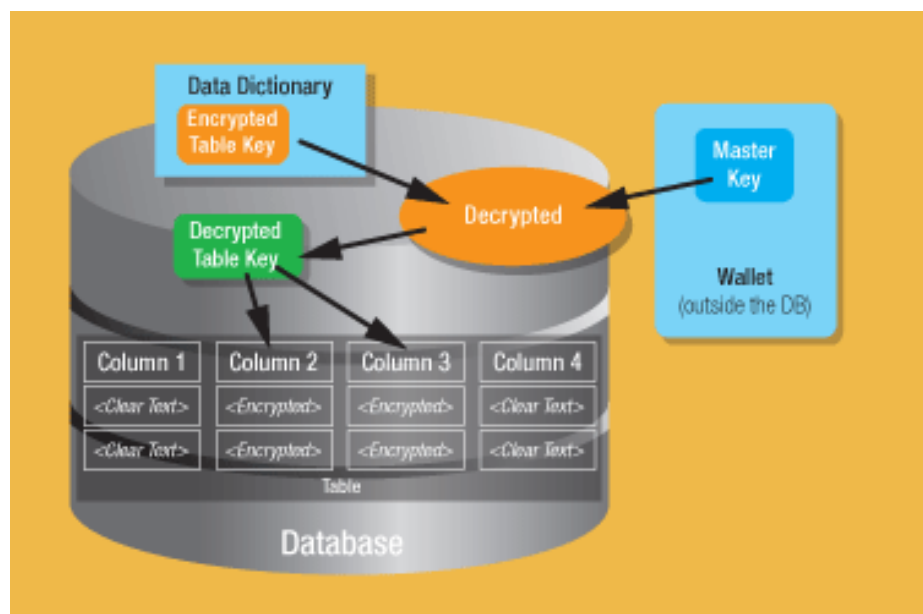 Data Dictionary
Encrypted
Table Key
Master
Key
Decrypted
Decrypted
Table Key
Wallet
(outside the DB)
Column 1 Column 2 Column 3 Column 4
<Clear Text> <Encrypted> <Encrypted> <Clear Text>
<Clear Text> <Encrypted> <Encrypted> <Clear Text>
Table
Database